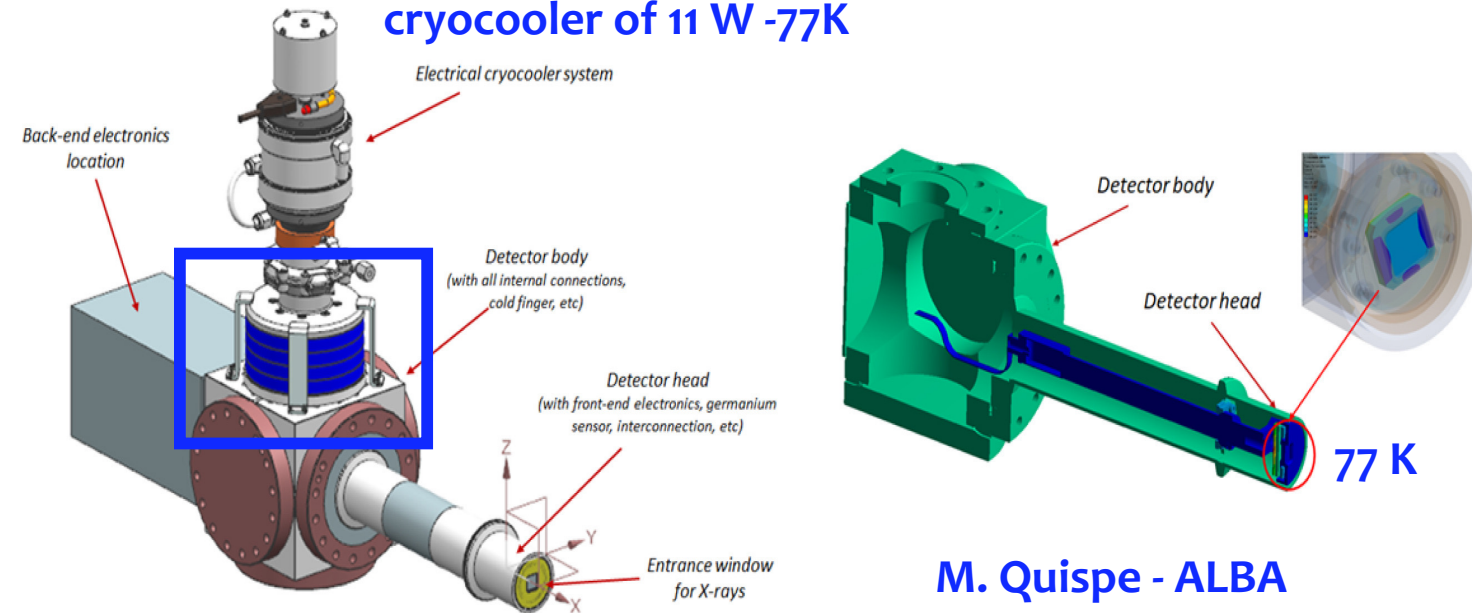 cryocooler of 11 W -77K
Electrical cryocooler system
Back-end electronics
location
Detector body
(with all internal connections,
cold finger, etc)
Detector head
(with front-end electronics, germanium
sensor, interconnection, etc)
Z
Y
X
Entrance window
for X-rays
Detector body
Detector head
77 K
M. Quispe - ALBA